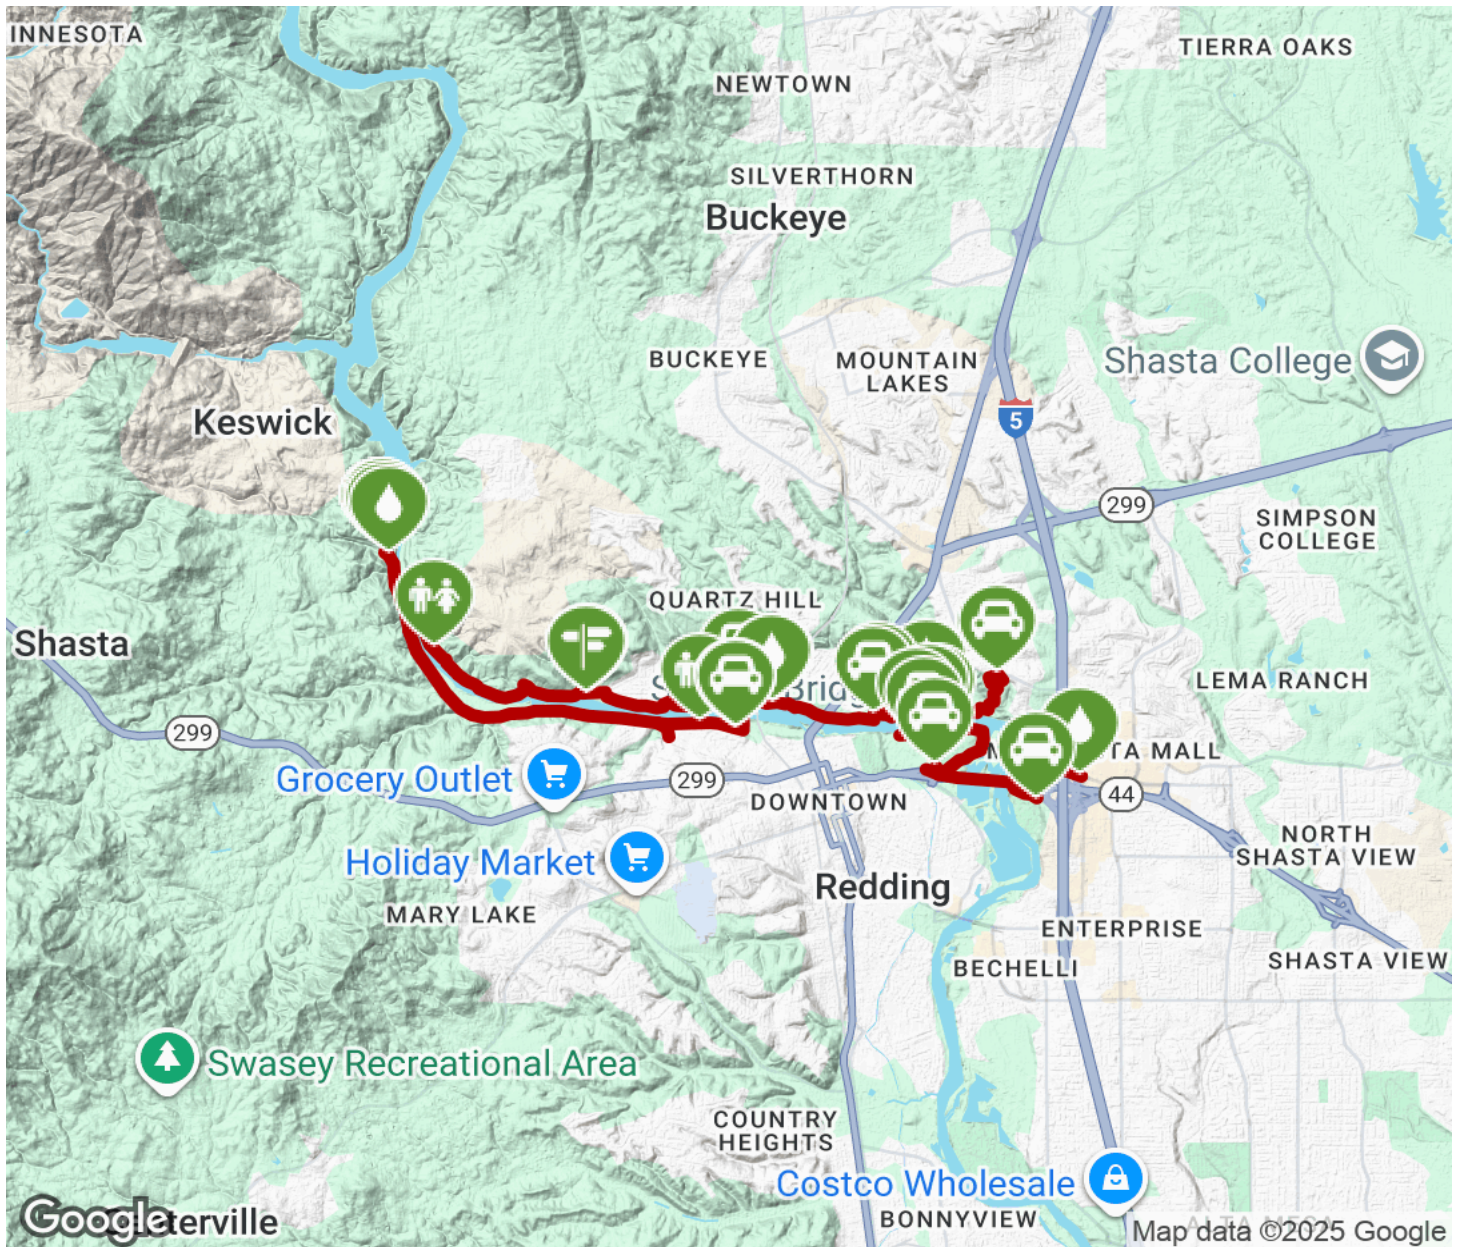 INNESOTA
TIERRA OAKS
NEWTOWN
SILVERTHORN
Buckeye
BUCKEYE
MOUNTAIN
LAKES
Shasta College
5
Keswick
299
SIMPSON
COLLEGE
QUARTZ HILL
Shasta
LEMA RANCH
299
Grocery Outlet
299
DOWNTOWN
MALL
44
NORTH
SHASTA VIEW
Holiday Market
Redding
MARY LAKE
ENTERPRISE
BECHELLI
SHASTA VIEW
Swasey Recreational Area
COUNTRY
HEIGHTS
Costco Wholesale
BONNYVIEW
Google
Map data ©2025 Google